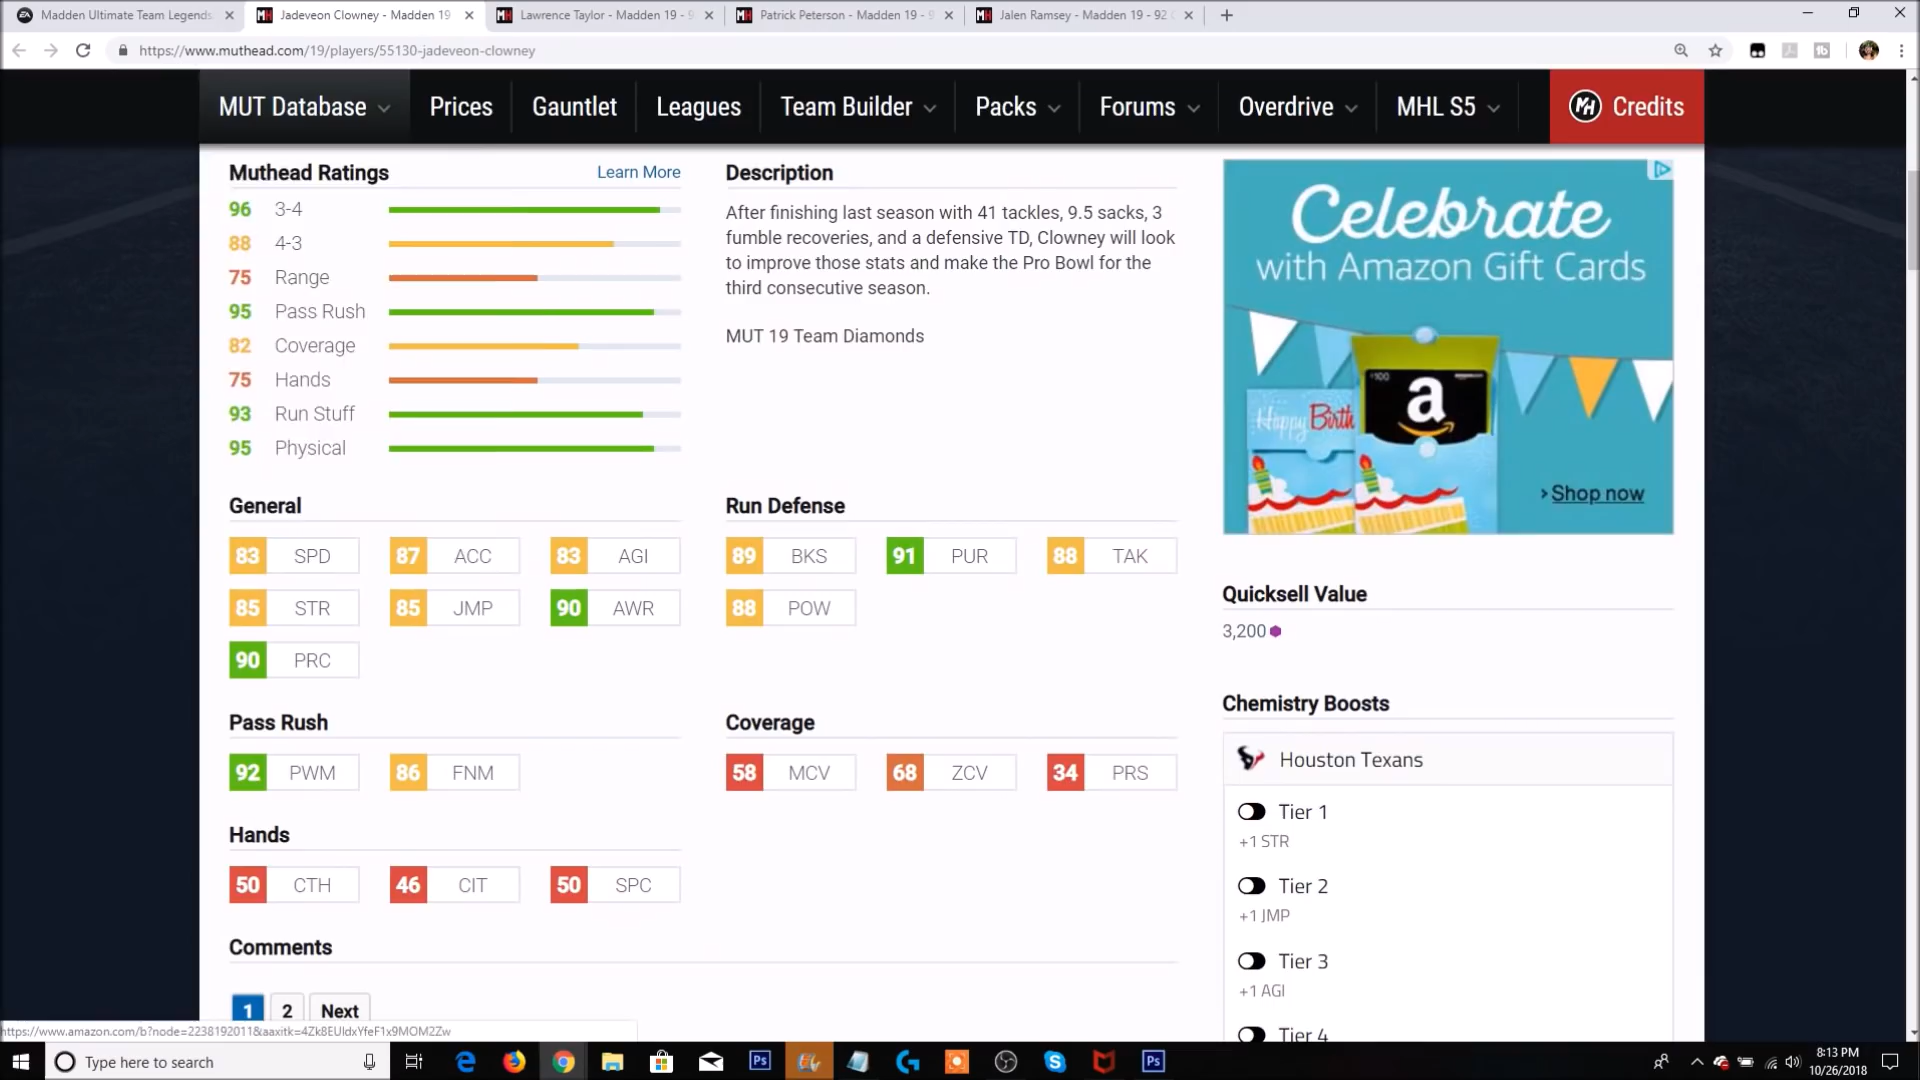 Madden Ultimate Team Legends
Jadeveon Clowney - Madden 19
Lawrence Taylor - Madden 19 - 9
Patrick Peterson - Madden 19 - 9
Jalen Ramsey - Madden 19 - 92
https://www.muthead.com/19/players/55130-jadeveon-clowney
MUT Database
Prices
Gauntlet
Leagues
Team Builder
Packs
Forums
Overdrive
MHL S5
MH Credits
Muthead Ratings
Learn More
96 3-4
88 4-3
75 Range
95 Pass Rush
82 Coverage
75 Hands
93 Run Stuff
95 Physical
Description
After finishing last season with 41 tackles, 9.5 sacks, 3
fumble recoveries, and a defensive TD, Clowney will look
to improve those stats and make the Pro Bowl for the
third consecutive season.
MUT 19 Team Diamonds
Celebrate
with Amazon Gift Cards
$100
a
Happy Birth
Shop now
General
83 SPD 87 ACC 83 AGI
85 STR 85 JMP 90 AWR
90 PRC
Run Defense
89 BKS 91 PUR 88 TAK
88 POW
Pass Rush
92 PWM 86 FNM
Coverage
58 MCV 68 ZCV 34 PRS
Hands
50 CTH 46 CIT 50 SPC
Quicksell Value
3,200
Chemistry Boosts
Houston Texans
Tier 1
+1 STR
Tier 2
+1 JMP
Tier 3
+1 AGI
Tier 4
Comments
1 2 Next
Type here to search
8:13 PM
10/26/2018